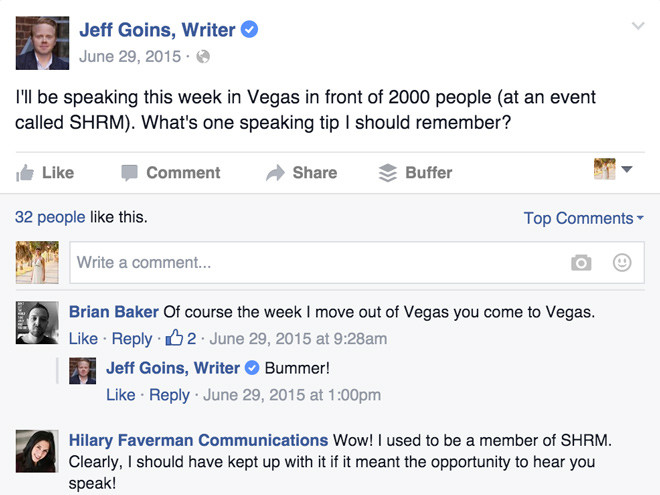 Jeff Goins, Writer
June 29, 2015 ·
I'll be speaking this week in Vegas in front of 2000 people (at an event
called SHRM). What's one speaking tip I should remember?
Like Comment Share Buffer
32 people like this.
Top Comments
Write a comment...
Brian Baker Of course the week I move out of Vegas you come to Vegas.
Like · Reply · 2 · June 29, 2015 at 9:28am
Jeff Goins, Writer Bummer!
Like · Reply · June 29, 2015 at 1:00pm
Hilary Faverman Communications Wow! I used to be a member of SHRM.
Clearly, I should have kept up with it if it meant the opportunity to hear you
speak!